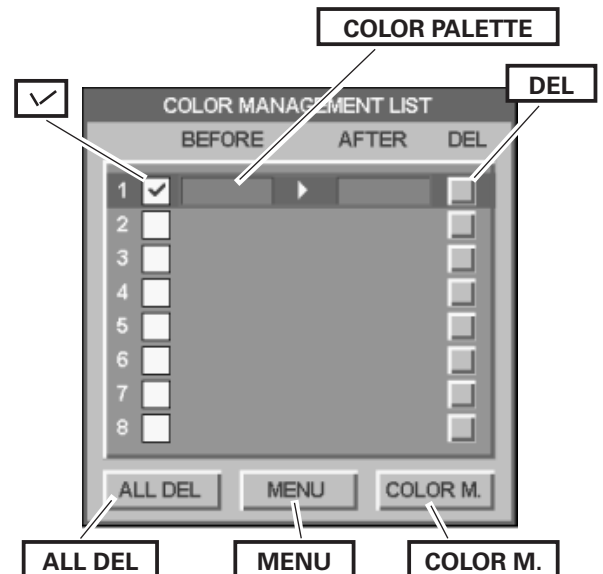 COLOR PALETTE
✓
DEL
COLOR MANAGEMENT LIST
BEFORE AFTER DEL
1 ✓
2
3
4
5
6
7
8
ALL DEL MENU COLOR M.
ALL DEL MENU COLOR M.